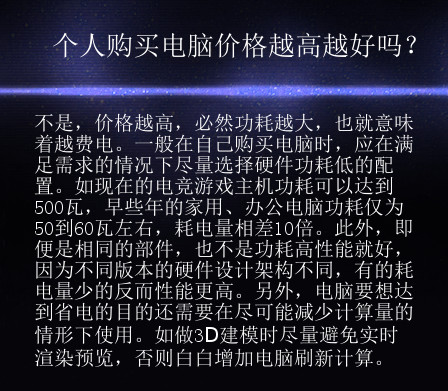 个人购买电脑价格越高越好吗？
不是，价格越高，必然功耗越大，也就意味
着越费电。一般在自己购买电脑时，应在满
足需求的情况下尽量选择硬件功耗低的配
置。如现在的电竞游戏主机功耗可以达到
500瓦，早些年的家用、办公电脑功耗仅为
50到60瓦左右，耗电量相差10倍。此外，即
便是相同的部件，也不是功耗高性能就好，
因为不同版本的硬件设计架构不同，有的耗
电量少的反而性能更高。另外，电脑要想达
到省电的目的还需要在尽可能减少计算量的
情形下使用。如做3D建模时尽量避免实时
渲染预览，否则白白增加电脑刷新计算。